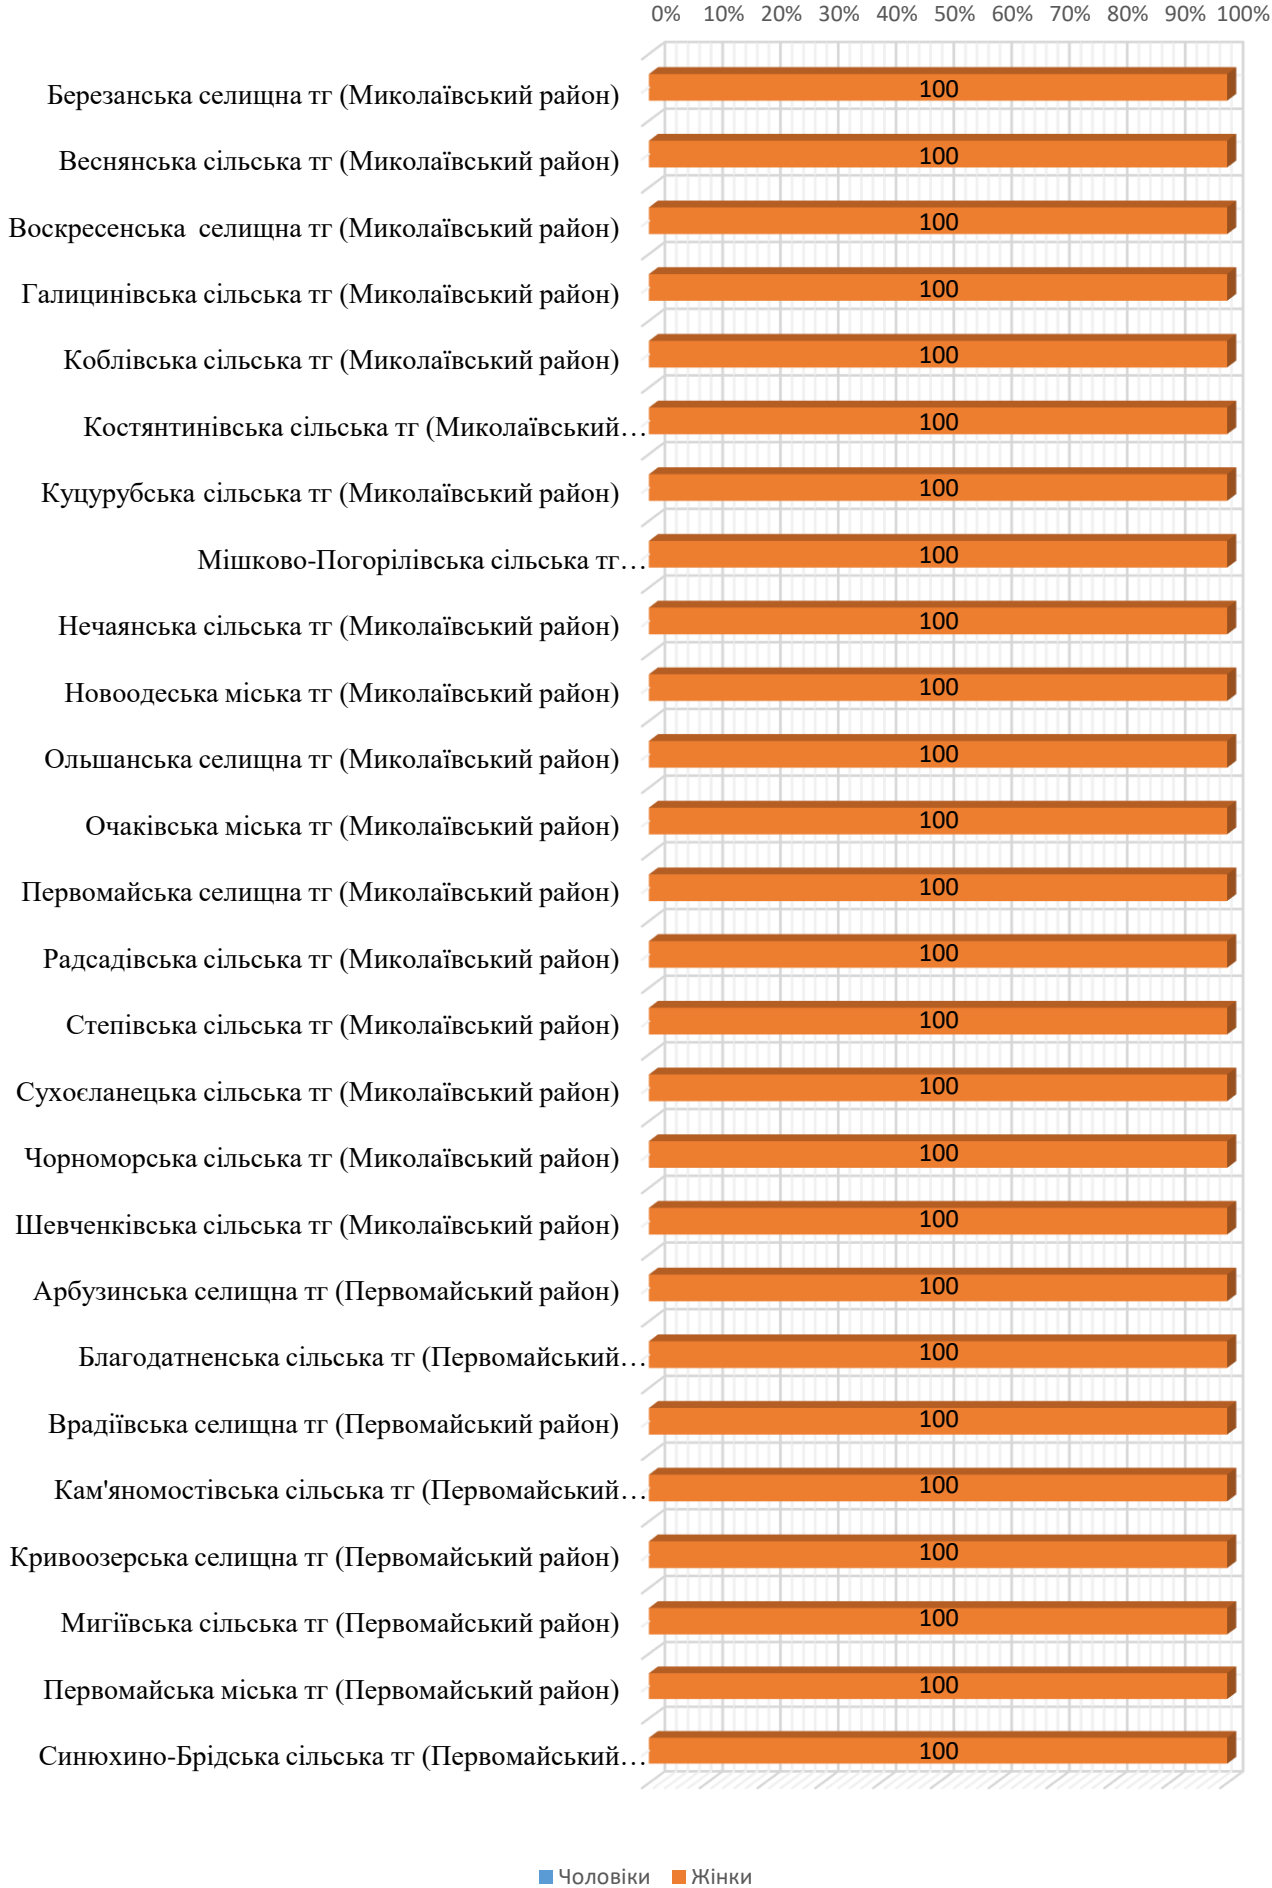 0% 10% 20% 30% 40% 50% 60% 70% 80% 90% 100%
Березанська селищна тг (Миколаївський район) 100
Веснянська сільська тг (Миколаївський район) 100
Воскресенська  селищна тг (Миколаївський район) 100
Галицинівська сільська тг (Миколаївський район) 100
Коблівська сільська тг (Миколаївський район) 100
Костянтинівська сільська тг (Миколаївський… 100
Куцурубська сільська тг (Миколаївський район) 100
Мішково-Погорілівська сільська тг… 100
Нечаянська сільська тг (Миколаївський район) 100
Новоодеська міська тг (Миколаївський район) 100
Ольшанська селищна тг (Миколаївський район) 100
Очаківська міська тг (Миколаївський район) 100
Первомайська селищна тг (Миколаївський район) 100
Радсадівська сільська тг (Миколаївський район) 100
Степівська сільська тг (Миколаївський район) 100
Сухоєланецька сільська тг (Миколаївський район) 100
Чорноморська сільська тг (Миколаївський район) 100
Шевченківська сільська тг (Миколаївський район) 100
Арбузинська селищна тг (Первомайський район) 100
Благодатненська сільська тг (Первомайський… 100
Врадіївська селищна тг (Первомайський район) 100
Кам'яномостівська сільська тг (Первомайський… 100
Кривоозерська селищна тг (Первомайський район) 100
Мигіївська сільська тг (Первомайський район) 100
Первомайська міська тг (Первомайський район) 100
Синюхино-Брідська сільська тг (Первомайський… 100
Чоловіки Жінки